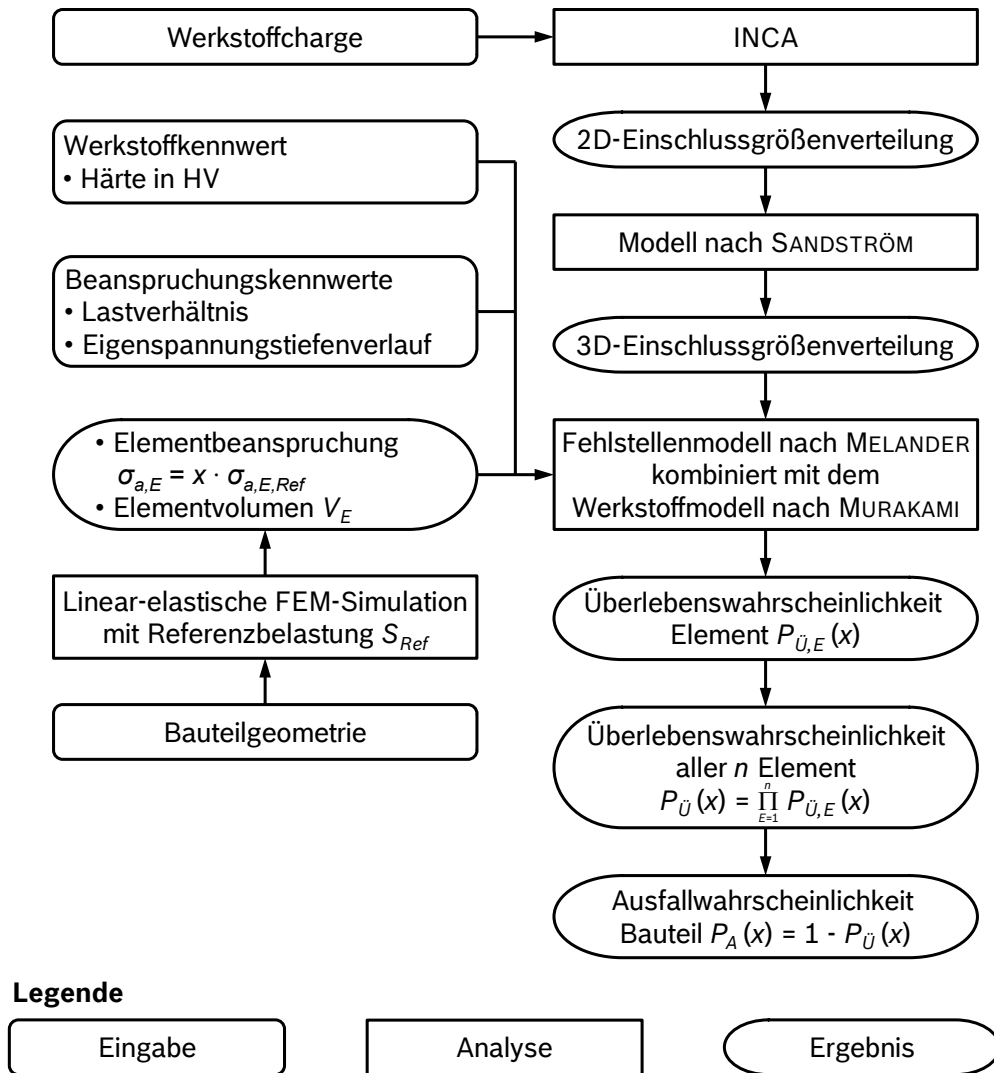 Werkstoffcharge
INCA
2D-Einschlussgrößenverteilung
Werkstoffkennwert
• Härte in HV
Modell nach SANDSTRÖM
Beanspruchungskennwerte
• Lastverhältnis
• Eigenspannungstiefenverlauf
3D-Einschlussgrößenverteilung
• Elementbeanspruchung
σa,E = x · σa,E,Ref
• Elementvolumen VE
Fehlstellenmodell nach MELANDER
kombiniert mit dem
Werkstoffmodell nach MURAKAMI
Linear-elastische FEM-Simulation
mit Referenzbelastung SRef
Überlebenswahrscheinlichkeit
Element PÜ,E (x)
Bauteilgeometrie
Überlebenswahrscheinlichkeit
aller n Element
PÜ (x) = ∏ⁿE=1 PÜ,E (x)
Ausfallwahrscheinlichkeit
Bauteil PA (x) = 1 - PÜ (x)
Legende
Eingabe
Analyse
Ergebnis